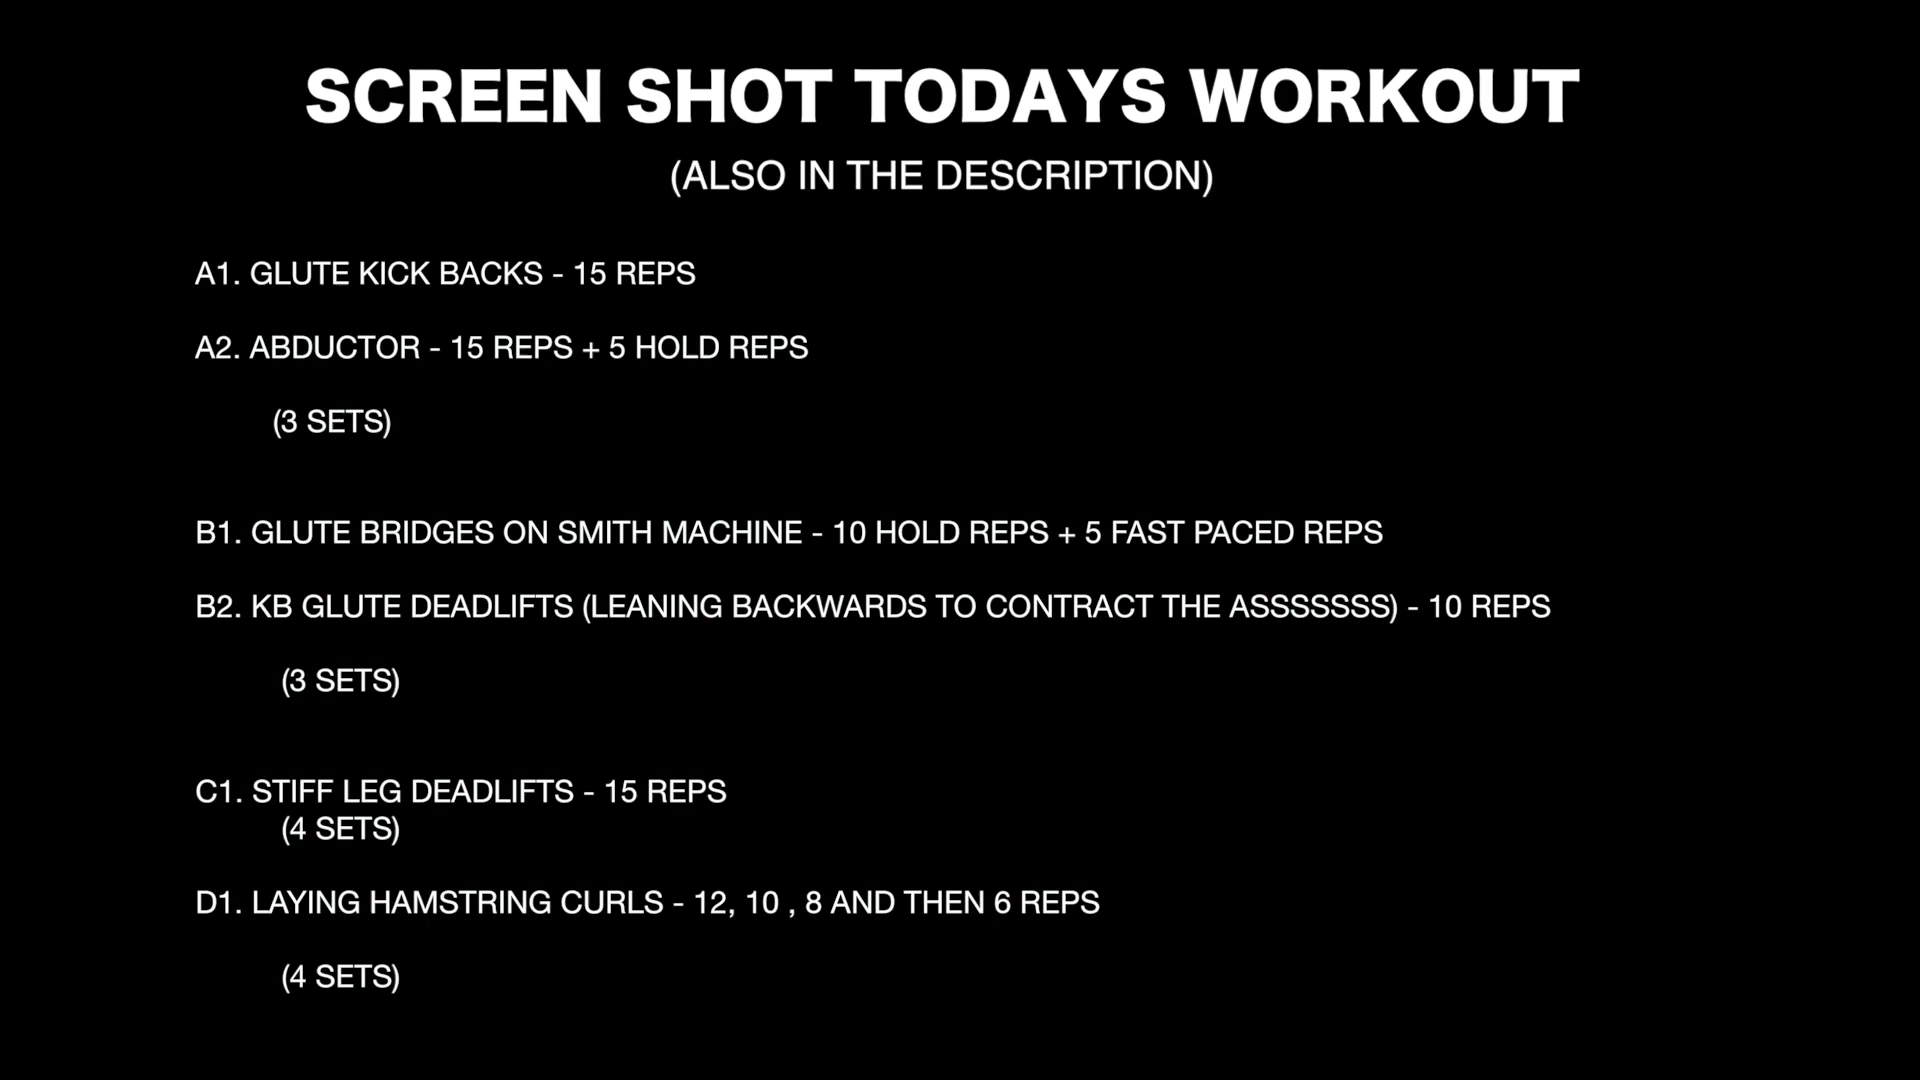 SCREEN SHOT TODAYS WORKOUT
(ALSO IN THE DESCRIPTION)
A1. GLUTE KICK BACKS - 15 REPS
A2. ABDUCTOR - 15 REPS + 5 HOLD REPS
(3 SETS)
B1. GLUTE BRIDGES ON SMITH MACHINE - 10 HOLD REPS + 5 FAST PACED REPS
B2. KB GLUTE DEADLIFTS (LEANING BACKWARDS TO CONTRACT THE ASSSSSSS) - 10 REPS
(3 SETS)
C1. STIFF LEG DEADLIFTS - 15 REPS
(4 SETS)
D1. LAYING HAMSTRING CURLS - 12, 10 , 8 AND THEN 6 REPS
(4 SETS)